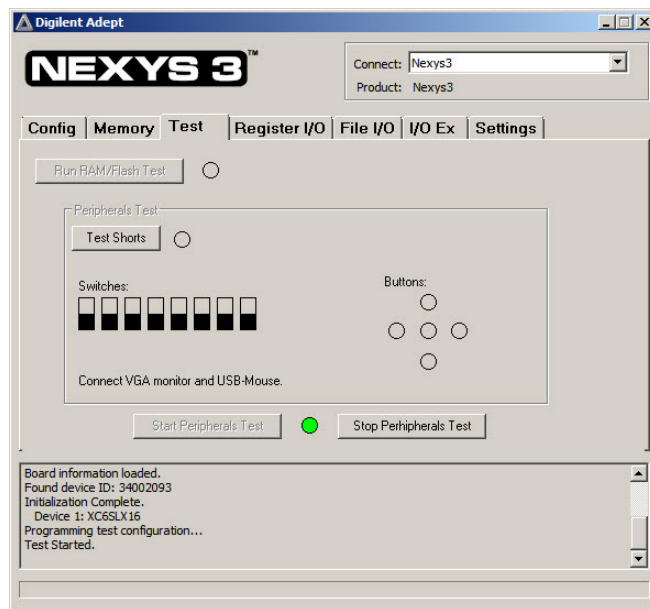 Digilent Adept
NEXYS 3™
Connect: Nexys3
Product: Nexys3
Config Memory Test Register I/O File I/O I/O Ex Settings
Run RAM/Flash Test
Peripherals Test
Test Shorts
Switches:
Buttons:
Connect VGA monitor and USB-Mouse.
Start Peripherals Test
Stop Perhipherals Test
Board information loaded.
Found device ID: 34002093
Initialization Complete.
Device 1: XC6SLX16
Programming test configuration...
Test Started.